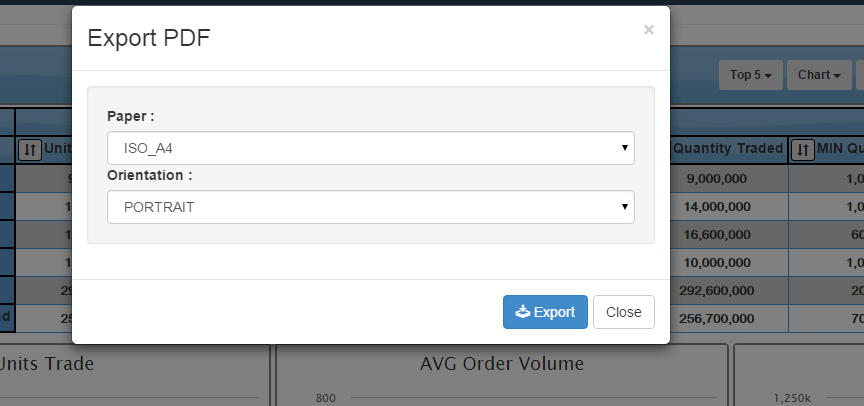 Export PDF
×
Paper :
ISO_A4
Orientation :
PORTRAIT
Export
Close
Top 5
Chart
Quantity Traded
MIN
9,000,000
14,000,000
16,600,000
10,000,000
292,600,000
256,700,000
Units Trade
AVG Order Volume
800
1,250k